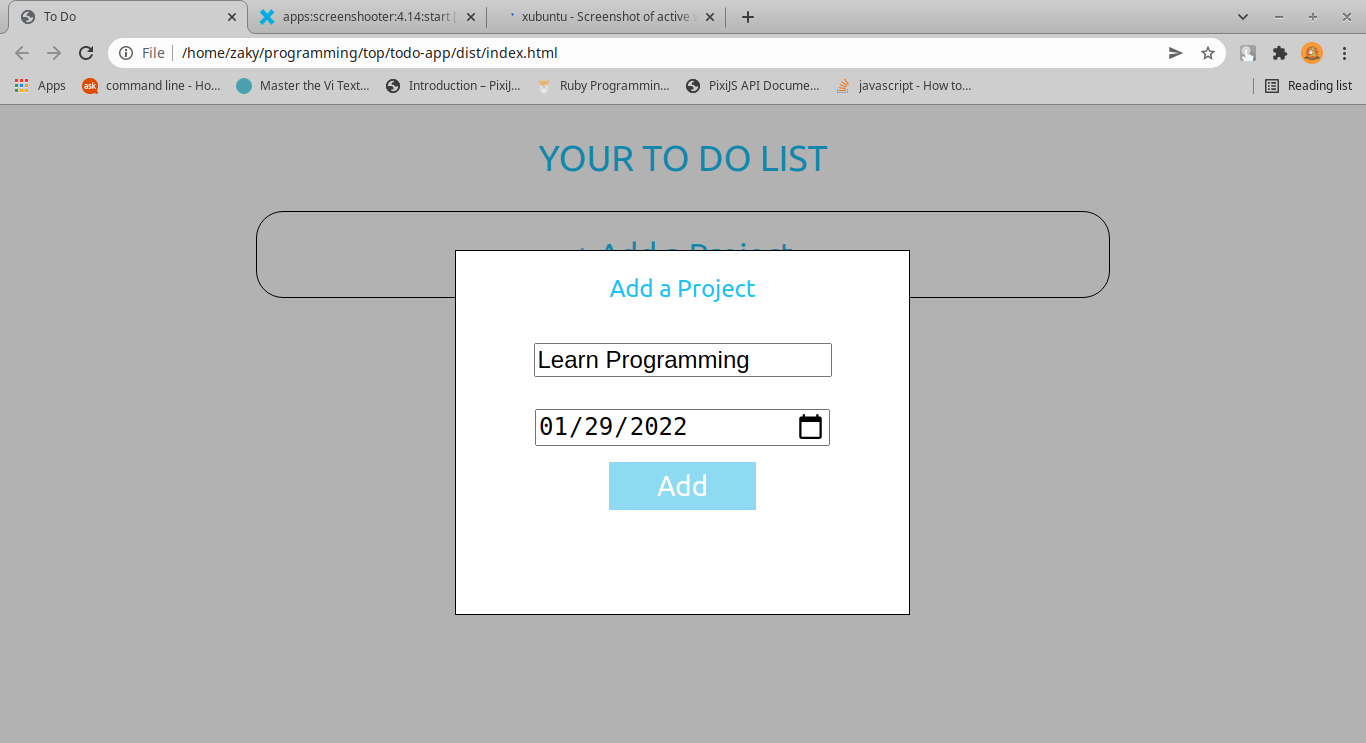 To Do
apps:screenshooter:4.14:start
xubuntu - Screenshot of active
File
/home/zaky/programming/top/todo-app/dist/index.html
Apps
command line - Ho...
Master the Vi Text...
Introduction – PixiJ...
Ruby Programmin...
PixiJS API Docume...
javascript - How to...
Reading list
YOUR TO DO LIST
+ Add a Project
Add a Project
Learn Programming
01/29/2022
Add